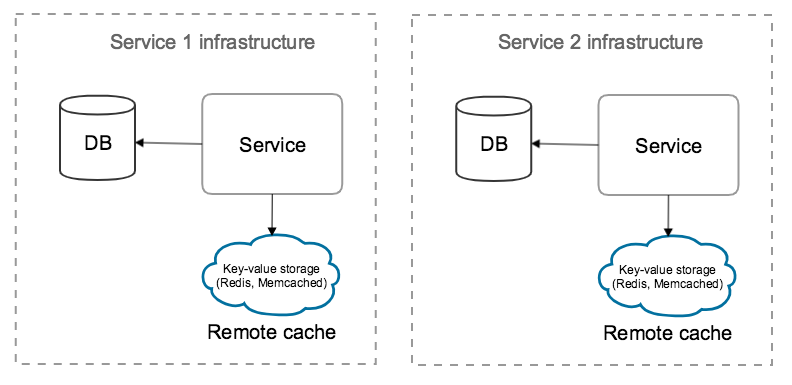 Service 1 infrastructure
DB
Service
Key-value storage
(Redis, Memcached)
Remote cache
Service 2 infrastructure
DB
Service
Key-value storage
(Redis, Memcached)
Remote cache